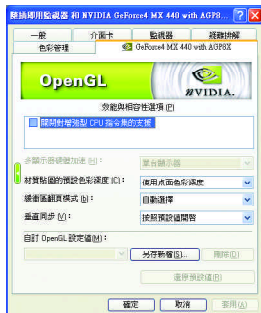 隨插即用監視器 和 NVIDIA GeForce4 MX 440 with AGP8...
一般
介面卡
監視器
疑難排解
色彩管理
GeForce4 MX 440 with AGP8X
OpenGL
NVIDIA.
效能與相容性選項(P)
關閉對增強型 CPU 指令集的支援
多顯示器硬體加速(H):
單台顯示器
材質貼圖的預設色彩深度(C):
使用桌面色彩深度
緩衝區翻頁模式(B):
自動選擇
垂直同步(V):
按照預設值關啓
自訂 OpenGL 設定值(M):
另存新檔(S)...
刪除(D)
還原預設值(R)
確定
取消
套用(A)